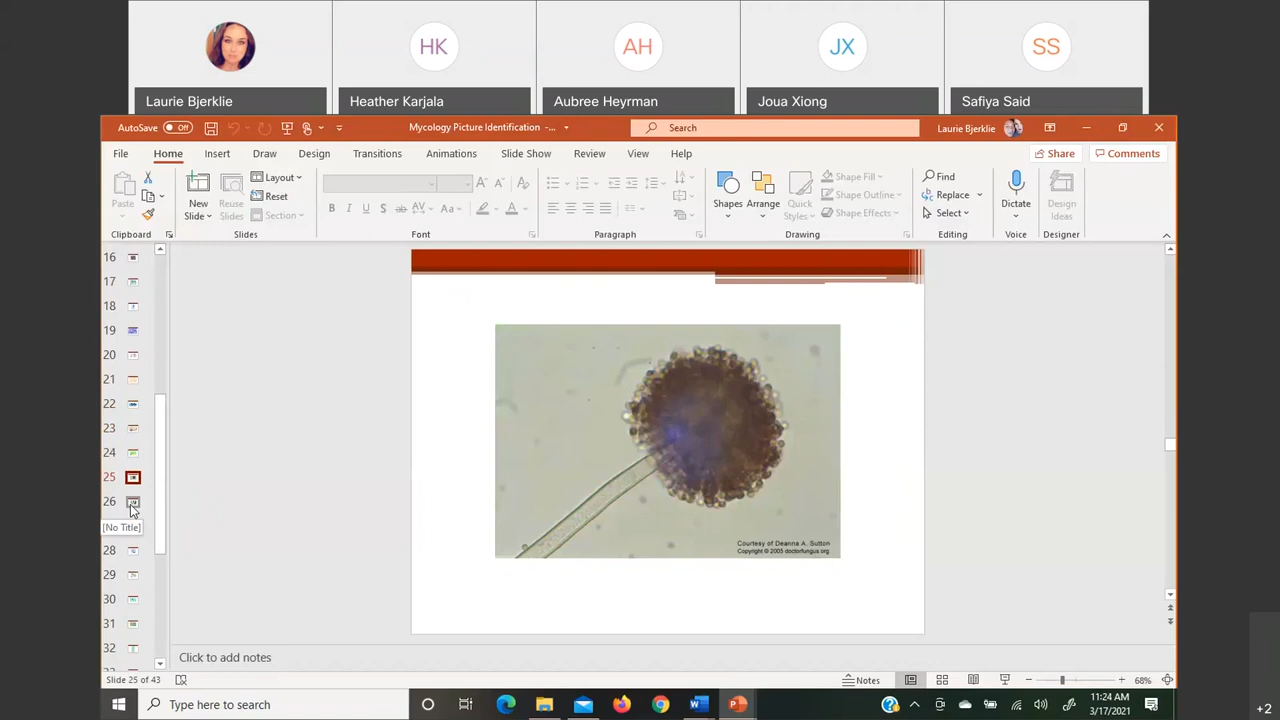 HK
AH
JX
SS
Laurie Bjerklie
Heather Karjala
Aubree Heyrman
Joua Xiong
Safiya Said
AutoSave
Off
Mycology Picture Identification -...
Search
Laurie Bjerklie
File
Home
Insert
Draw
Design
Transitions
Animations
Slide Show
Review
View
Help
Share
Comments
Paste
New
Slide
Reuse
Slides
Layout
Reset
Section
B
I
U
S
ab
AV
Aa
A
Shapes
Arrange
Quick
Styles
Shape Fill
Shape Outline
Shape Effects
Find
Replace
Select
Dictate
Design
Ideas
Clipboard
Slides
Font
Paragraph
Drawing
Editing
Voice
Designer
16
17
18
19
20
21
22
23
24
25
26
[No Title]
28
29
30
31
32
Courtesy of Deanna A. Sutton
Copyright © 2005 doctorfungus.org
Click to add notes
Slide 25 of 43
Notes
68%
Type here to search
11:24 AM
3/17/2021
+2